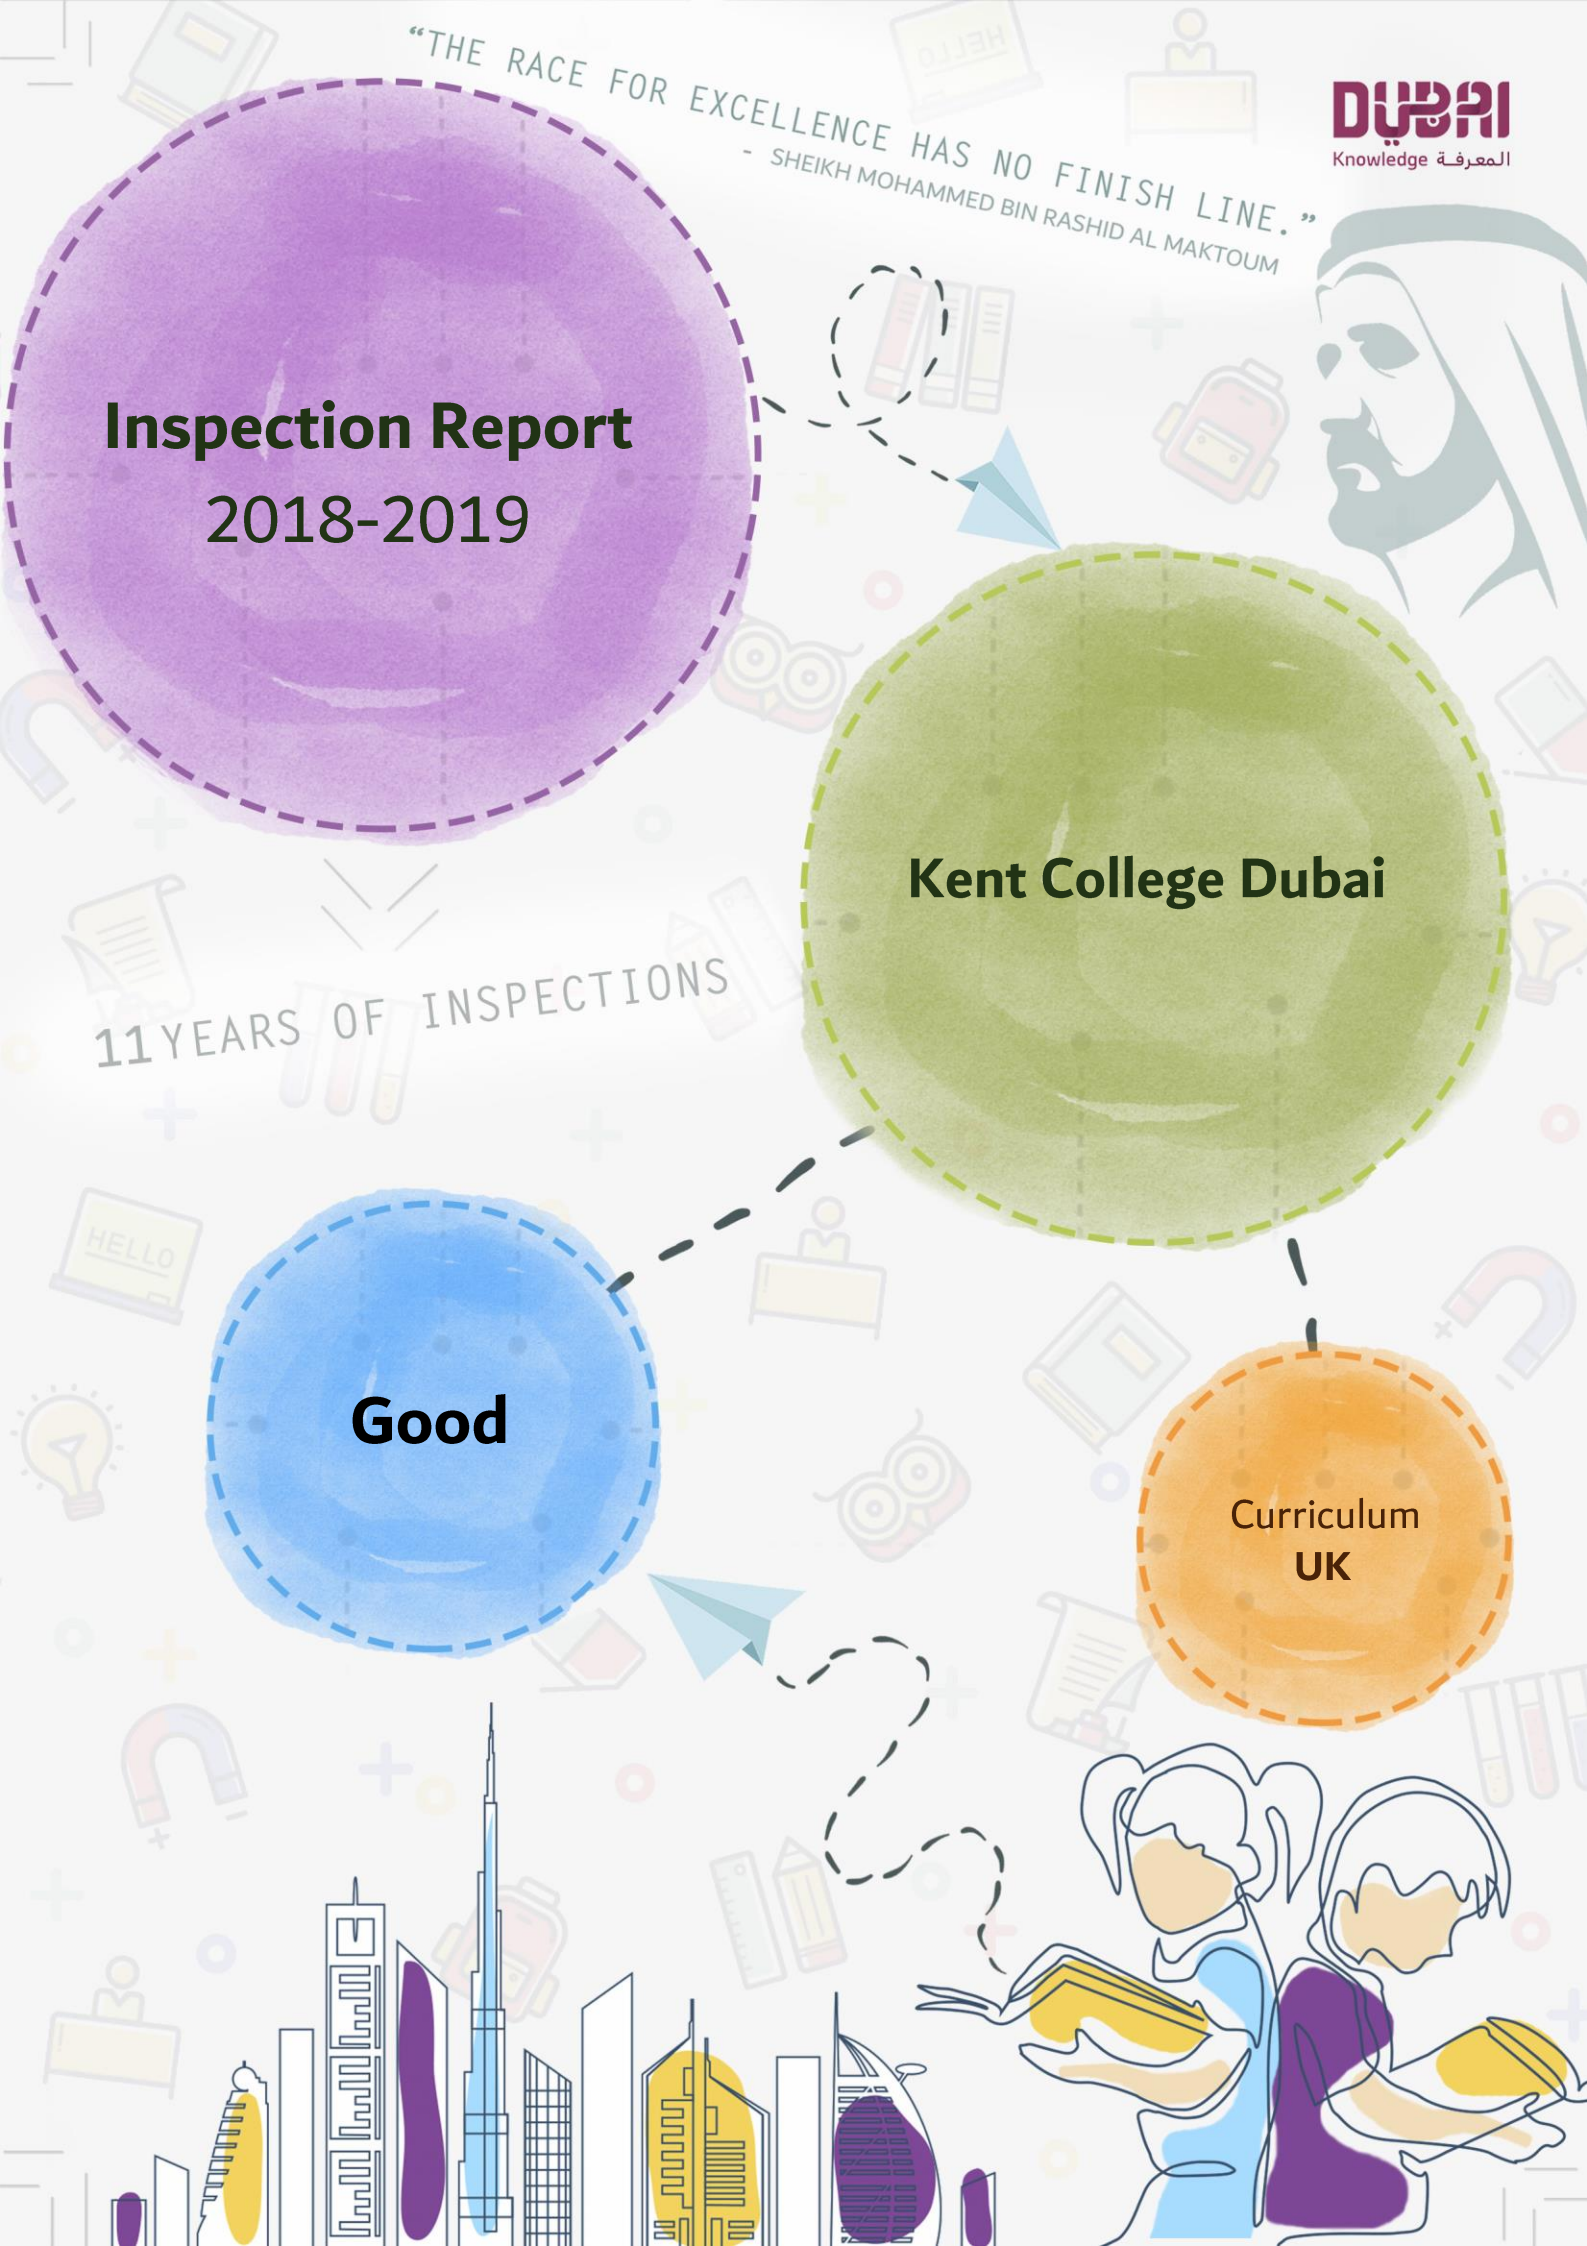 “THE RACE FOR EXCELLENCE HAS NO FINISH LINE.”
- SHEIKH MOHAMMED BIN RASHID AL MAKTOUM
DUBAI
Knowledge المعرفة
HELLO
Inspection Report
2018-2019
Kent College Dubai
11 YEARS OF INSPECTIONS
HELLO
Good
Curriculum
UK